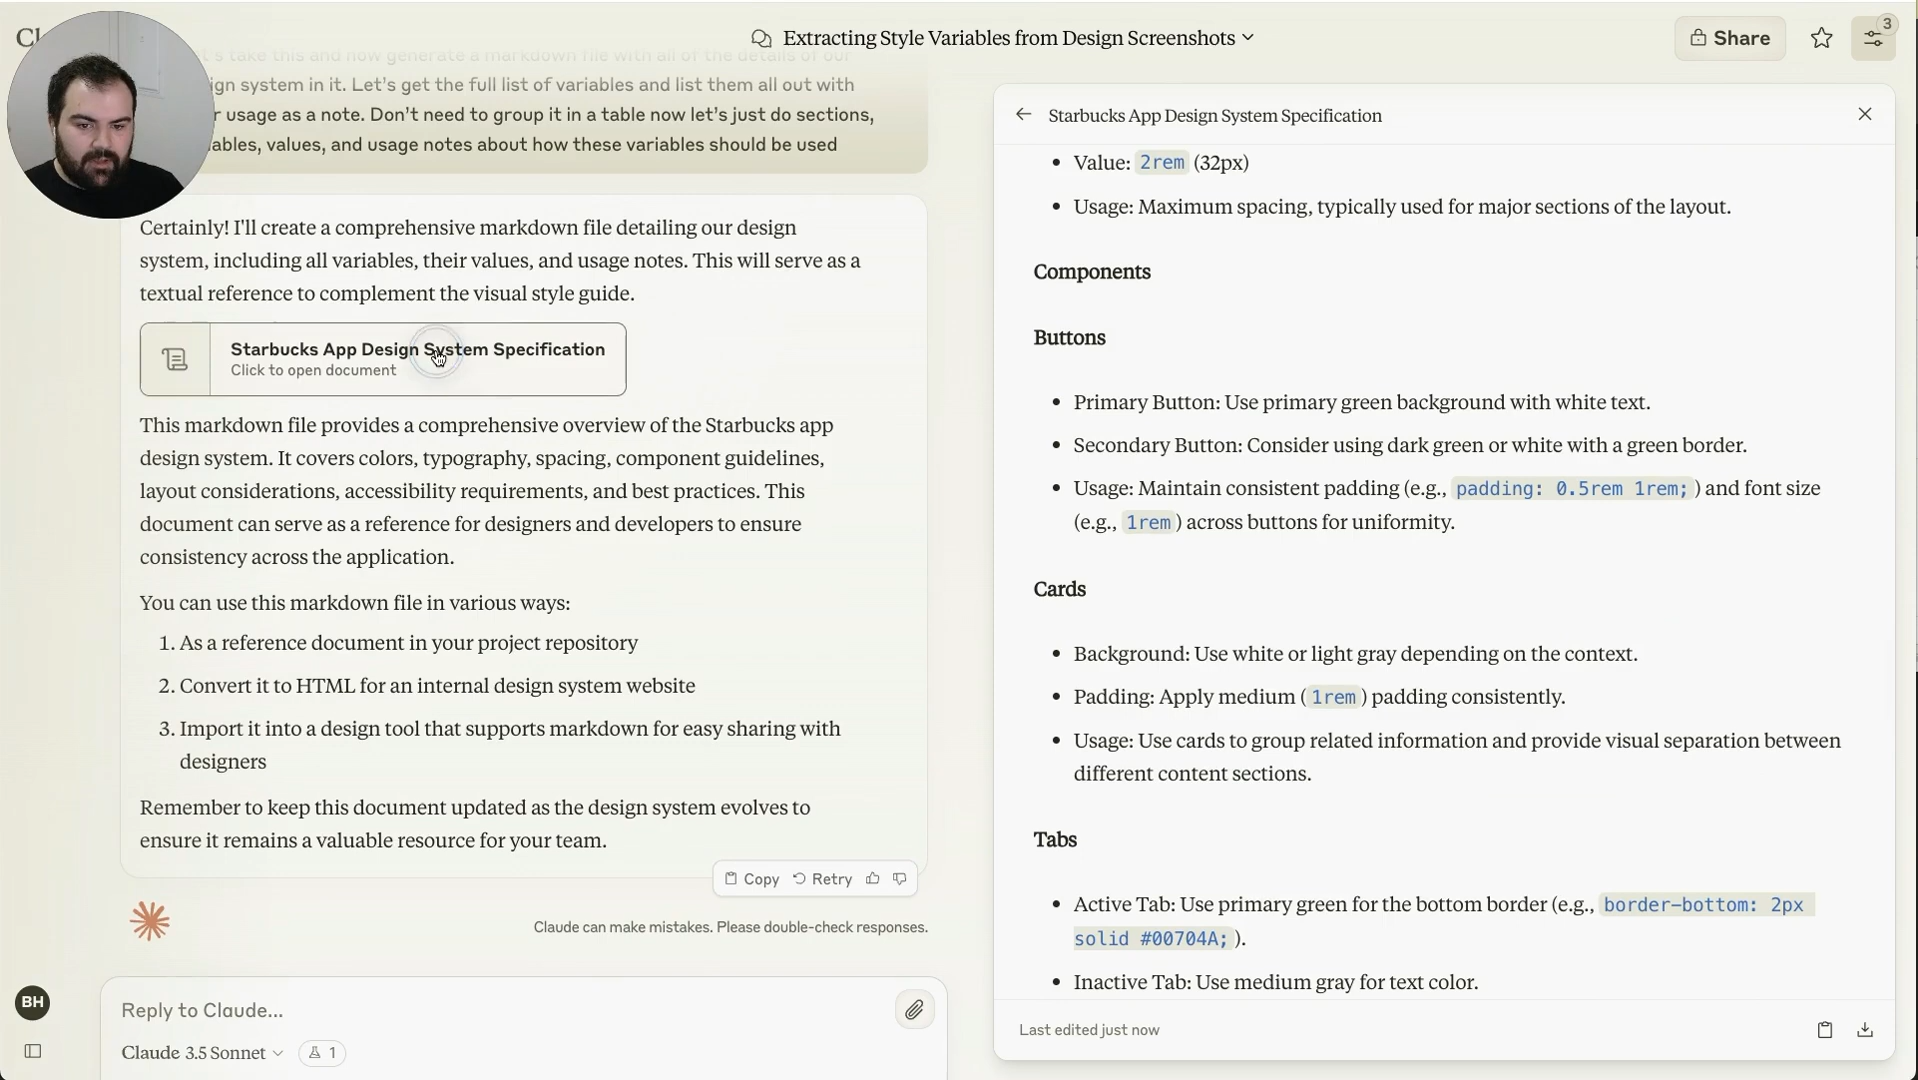 Cl
Extracting Style Variables from Design Screenshots
Share
3
t's take this and now generate a markdown file with all of the details of our
ign system in it. Let's get the full list of variables and list them all out with
r usage as a note. Don't need to group it in a table now let's just do sections,
ables, values, and usage notes about how these variables should be used
Certainly! I'll create a comprehensive markdown file detailing our design
system, including all variables, their values, and usage notes. This will serve as a
textual reference to complement the visual style guide.
Starbucks App Design System Specification
Click to open document
This markdown file provides a comprehensive overview of the Starbucks app
design system. It covers colors, typography, spacing, component guidelines,
layout considerations, accessibility requirements, and best practices. This
document can serve as a reference for designers and developers to ensure
consistency across the application.
You can use this markdown file in various ways:
1. As a reference document in your project repository
2. Convert it to HTML for an internal design system website
3. Import it into a design tool that supports markdown for easy sharing with
designers
Remember to keep this document updated as the design system evolves to
ensure it remains a valuable resource for your team.
Copy
Retry
Claude can make mistakes. Please double-check responses.
BH
Reply to Claude...
Claude 3.5 Sonnet
1
Starbucks App Design System Specification
• Value: 2rem (32px)
• Usage: Maximum spacing, typically used for major sections of the layout.
Components
Buttons
• Primary Button: Use primary green background with white text.
• Secondary Button: Consider using dark green or white with a green border.
• Usage: Maintain consistent padding (e.g., padding: 0.5rem 1rem; ) and font size
(e.g., 1rem ) across buttons for uniformity.
Cards
• Background: Use white or light gray depending on the context.
• Padding: Apply medium ( 1rem ) padding consistently.
• Usage: Use cards to group related information and provide visual separation between
different content sections.
Tabs
• Active Tab: Use primary green for the bottom border (e.g., border-bottom: 2px
solid #00704A; ).
• Inactive Tab: Use medium gray for text color.
Last edited just now